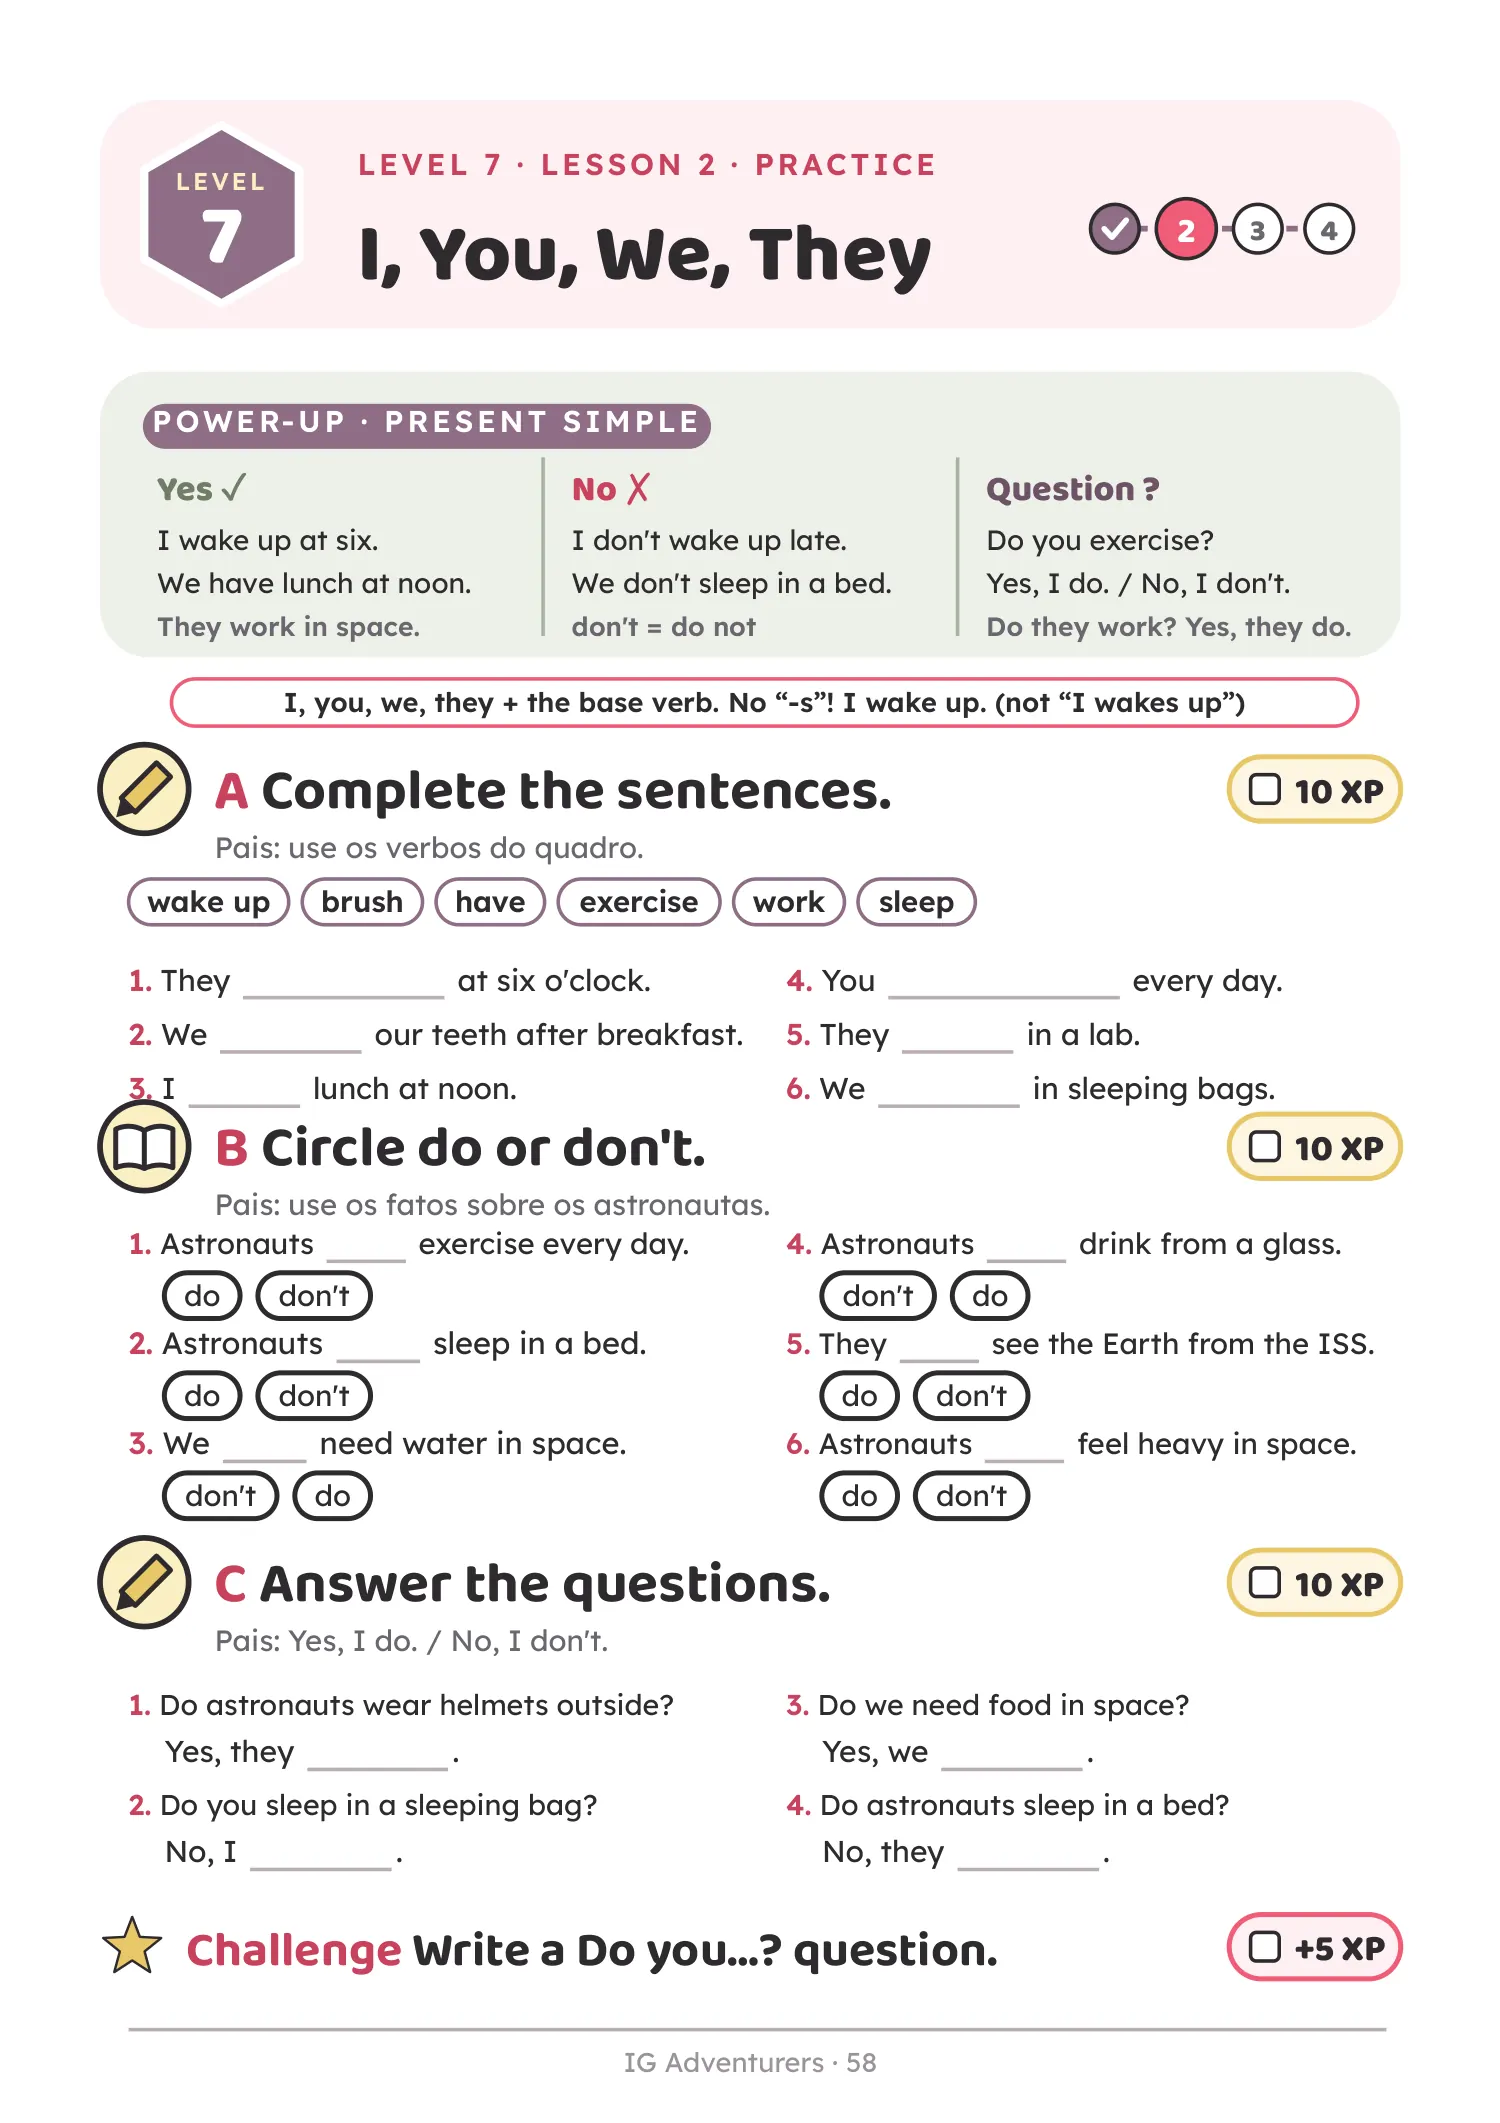 LEVEL 7 · LESSON 2 · PRACTICE
LEVEL
7
I, You, We, They
2
3
4
POWER-UP · PRESENT SIMPLE
Yes ✓
I wake up at six.
We have lunch at noon.
They work in space.
No ✗
I don't wake up late.
We don't sleep in a bed.
don't = do not
Question ?
Do you exercise?
Yes, I do. / No, I don't.
Do they work? Yes, they do.
I, you, we, they + the base verb. No “-s”! I wake up. (not “I wakes up”)
A Complete the sentences.
10 XP
Pais: use os verbos do quadro.
wake up brush have exercise work sleep
1. They ________ at six o'clock.
2. We ________ our teeth after breakfast.
3. I ________ lunch at noon.
4. You ________ every day.
5. They ________ in a lab.
6. We ________ in sleeping bags.
B Circle do or don't.
10 XP
Pais: use os fatos sobre os astronautas.
1. Astronauts ____ exercise every day.
do don't
2. Astronauts ____ sleep in a bed.
do don't
3. We ____ need water in space.
don't do
4. Astronauts ____ drink from a glass.
don't do
5. They ____ see the Earth from the ISS.
do don't
6. Astronauts ____ feel heavy in space.
do don't
C Answer the questions.
10 XP
Pais: Yes, I do. / No, I don't.
1. Do astronauts wear helmets outside?
Yes, they ________.
2. Do you sleep in a sleeping bag?
No, I ________.
3. Do we need food in space?
Yes, we ________.
4. Do astronauts sleep in a bed?
No, they ________.
Challenge Write a Do you...? question.
+5 XP
IG Adventurers · 58